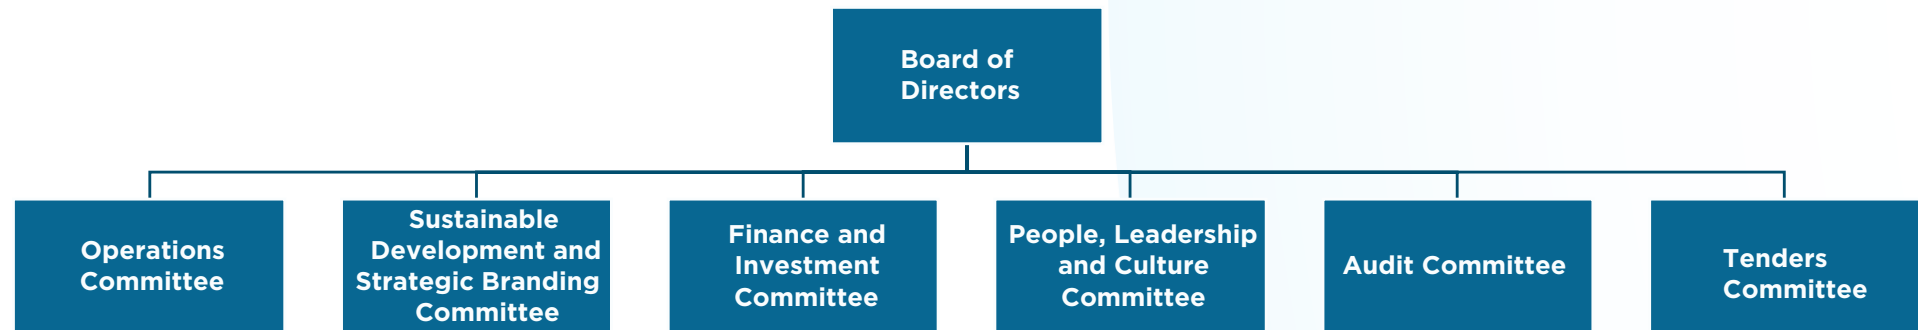 Board of
Directors
Operations
Committee
Sustainable
Development and
Strategic Branding
Committee
Finance and
Investment
Committee
People, Leadership
and Culture
Committee
Audit Committee
Tenders
Committee